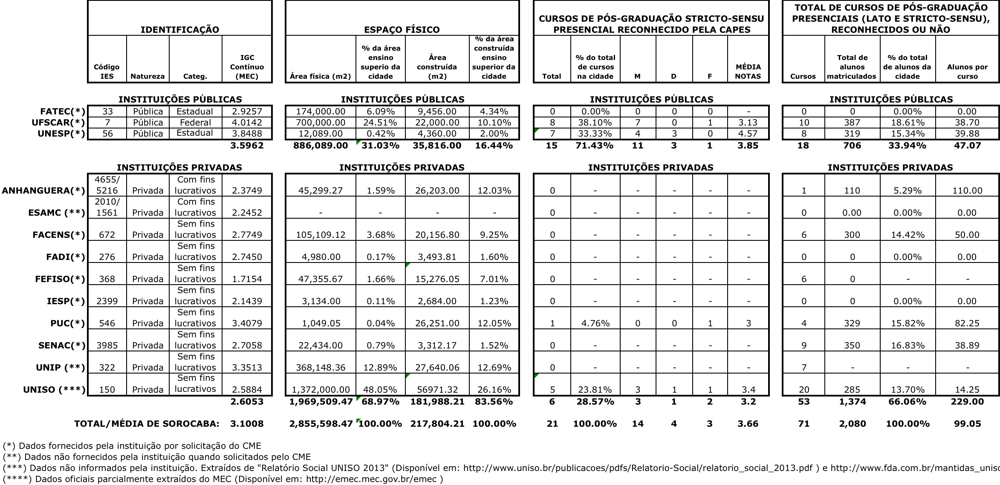 IDENTIFICAÇÃO
ESPAÇO FÍSICO
CURSOS DE PÓS-GRADUAÇÃO STRICTO-SENSU
PRESENCIAL RECONHECIDO PELA CAPES
TOTAL DE CURSOS DE PÓS-GRADUAÇÃO
PRESENCIAIS (LATO E STRICTO-SENSU),
RECONHECIDOS OU NÃO
Código
IES
Natureza
Categ.
IGC
Contínuo
(MEC)
Área física (m2)
% da área
ensino
superio da
cidade
Área
construída
(m2)
% da área
construída
ensino
superior da
cidade
Total
% do total
de cursos
na cidade
M
D
F
MÉDIA
NOTAS
Cursos
Total de
alunos
matriculados
% do total
de alunos da
cidade
Alunos por
curso
INSTITUIÇÕES PÚBLICAS INSTITUIÇÕES PÚBLICAS INSTITUIÇÕES PÚBLICAS INSTITUIÇÕES PÚBLICAS
FATEC(*) 33 Pública Estadual 2.9257 174,000.00 6.09% 9,456.00 4.34% 0 0.00% 0 0 0 - 0 0 0.00% 0.00
UFSCAR(*) 7 Pública Federal 4.0142 700,000.00 24.51% 22,000.00 10.10% 8 38.10% 7 0 1 3.13 10 387 18.61% 38.70
UNESP(*) 56 Pública Estadual 3.8488 12,089.00 0.42% 4,360.00 2.00% 7 33.33% 4 3 0 4.57 8 319 15.34% 39.88
3.5962 886,089.00 31.03% 35,816.00 16.44% 15 71.43% 11 3 1 3.85 18 706 33.94% 47.07
INSTITUIÇÕES PRIVADAS INSTITUIÇÕES PRIVADAS INSTITUIÇÕES PRIVADAS INSTITUIÇÕES PRIVADAS
4655/ Com fins
ANHANGUERA(*) 5216 Privada lucrativos 2.3749 45,299.27 1.59% 26,203.00 12.03% 0 - - - - - 1 110 5.29% 110.00
2010/ Com fins
ESAMC (**) 1561 Privada lucrativos 2.2452 - - - - 0 - - - - - 0 0.00 0.00% 0.00
Sem fins
FACENS(*) 672 Privada lucrativos 2.7749 105,109.12 3.68% 20,156.80 9.25% 0 - - - - - 6 300 14.42% 50.00
Sem fins
FADI(*) 276 Privada lucrativos 2.7450 4,980.00 0.17% 3,493.81 1.60% 0 - - - - - 0 0 0.00% 0.00
Sem fins
FEFISO(*) 368 Privada lucrativos 1.7154 47,355.67 1.66% 15,276.05 7.01% 0 - - - - - 6 0 - -
Sem fins
IESP(*) 2399 Privada lucrativos 2.1439 3,134.00 0.11% 2,684.00 1.23% 0 - - - - - 0 0 0.00% 0.00
Sem fins
PUC(*) 546 Privada lucrativos 3.4079 1,049.05 0.04% 26,251.00 12.05% 1 4.76% 0 0 1 3 4 329 15.82% 82.25
Sem fins
SENAC(*) 3985 Privada lucrativos 2.7058 22,434.00 0.79% 3,312.17 1.52% 0 - - - - - 9 350 16.83% 38.89
Sem fins
UNIP (**) 322 Privada lucrativos 3.3513 368,148.36 12.89% 27,640.06 12.69% 0 - - - - - 7 - - -
Sem fins
UNISO (***) 150 Privada lucrativos 2.5884 1,372,000.00 48.05% 56971.32 26.16% 5 23.81% 3 1 1 3.4 20 285 13.70% 14.25
2.6053 1,969,509.47 68.97% 181,988.21 83.56% 6 28.57% 3 1 2 3.2 53 1,374 66.06% 229.00
TOTAL/MÉDIA DE SOROCABA: 3.1008 2,855,598.47 100.00% 217,804.21 100.00% 21 100.00% 14 4 3 3.66 71 2,080 100.00% 99.05
(*) Dados fornecidos pela instituição por solicitação do CME
(**) Dados não fornecidos pela instituição quando solicitados pelo CME
(***) Dados não informados pela instituição. Extraídos de "Relatório Social UNISO 2013" (Disponível em: http://www.uniso.br/publicacoes/pdfs/Relatorio-Social/relatorio_social_2013.pdf ) e http://www.fda.com.br/mantidas_uniso
(****) Dados oficiais parcialmente extraídos do MEC (Disponível em: http://emec.mec.gov.br/emec )